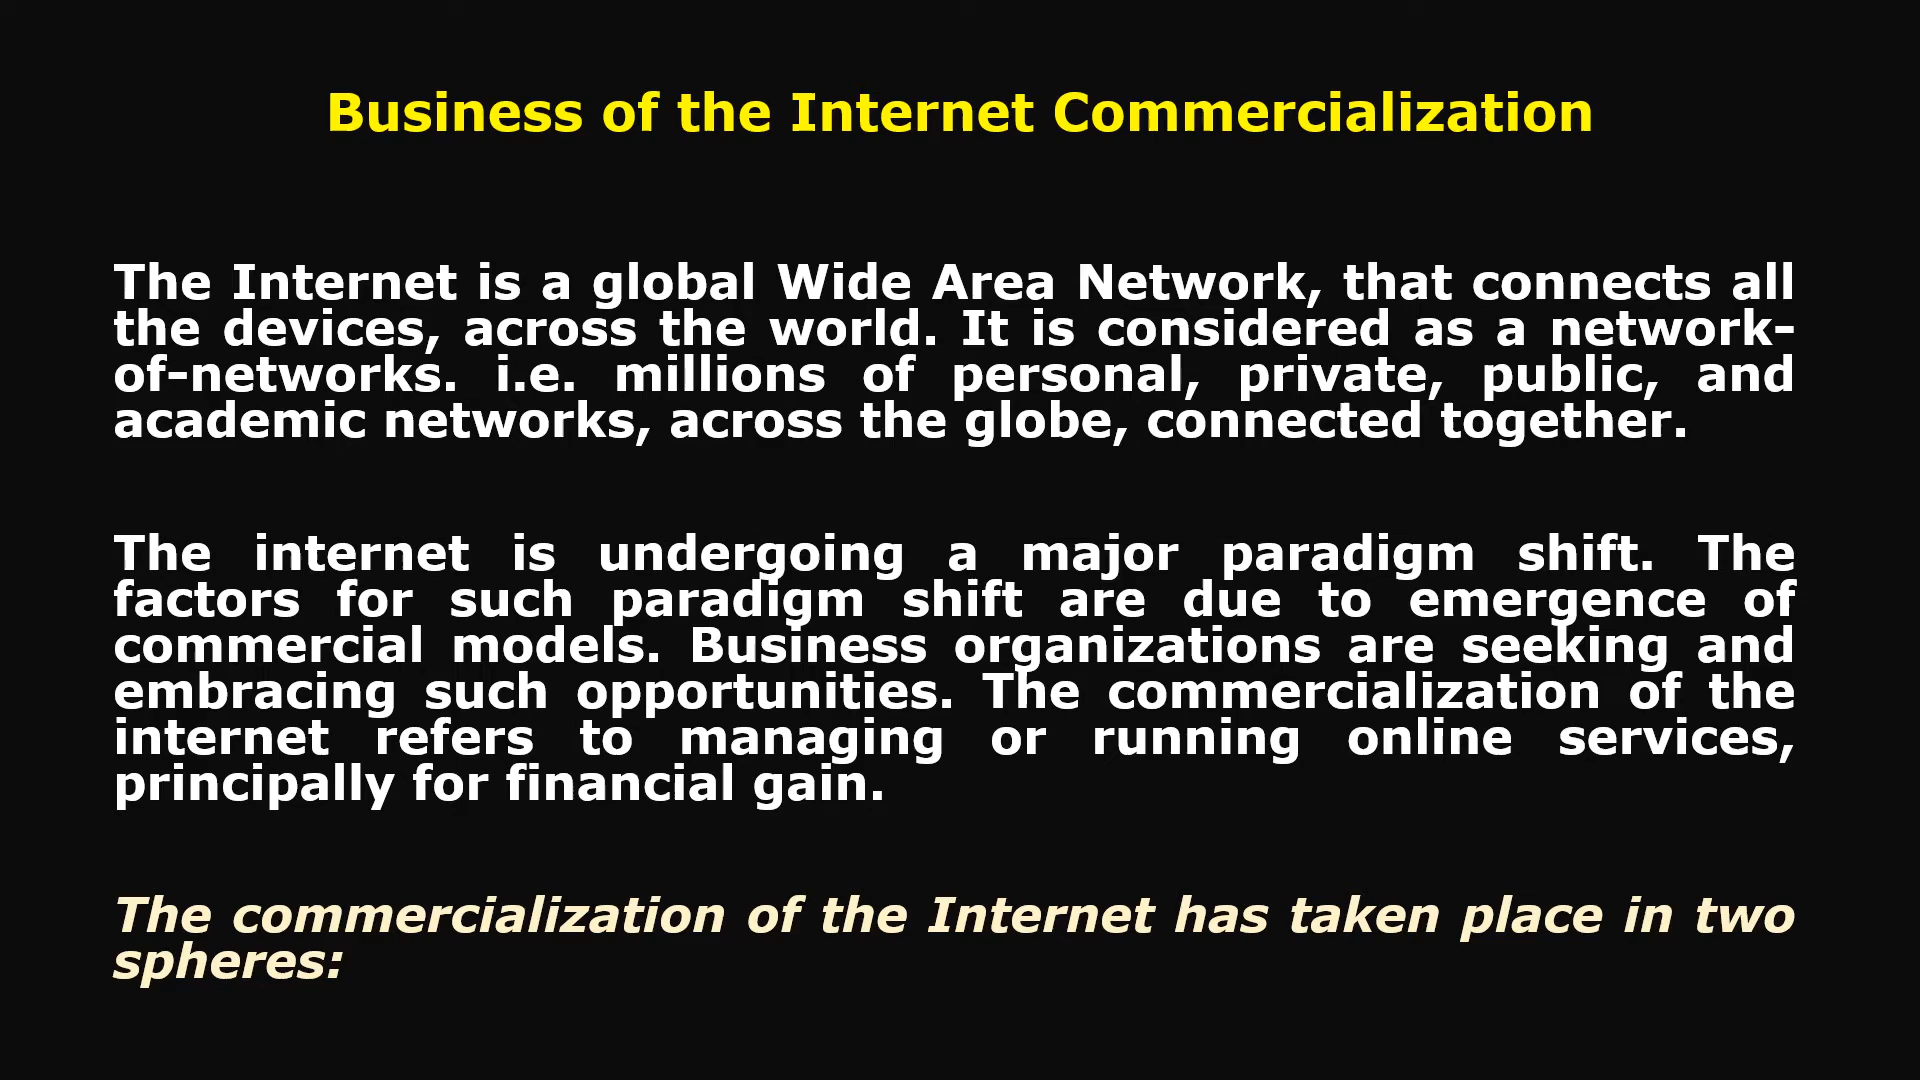 Business of the Internet Commercialization
The Internet is a global Wide Area Network, that connects all
the devices, across the world. It is considered as a network-
of-networks. i.e. millions of personal, private, public, and
academic networks, across the globe, connected together.
The internet is undergoing a major paradigm shift. The
factors for such paradigm shift are due to emergence of
commercial models. Business organizations are seeking and
embracing such opportunities. The commercialization of the
internet refers to managing or running online services,
principally for financial gain.
The commercialization of the Internet has taken place in two
spheres: